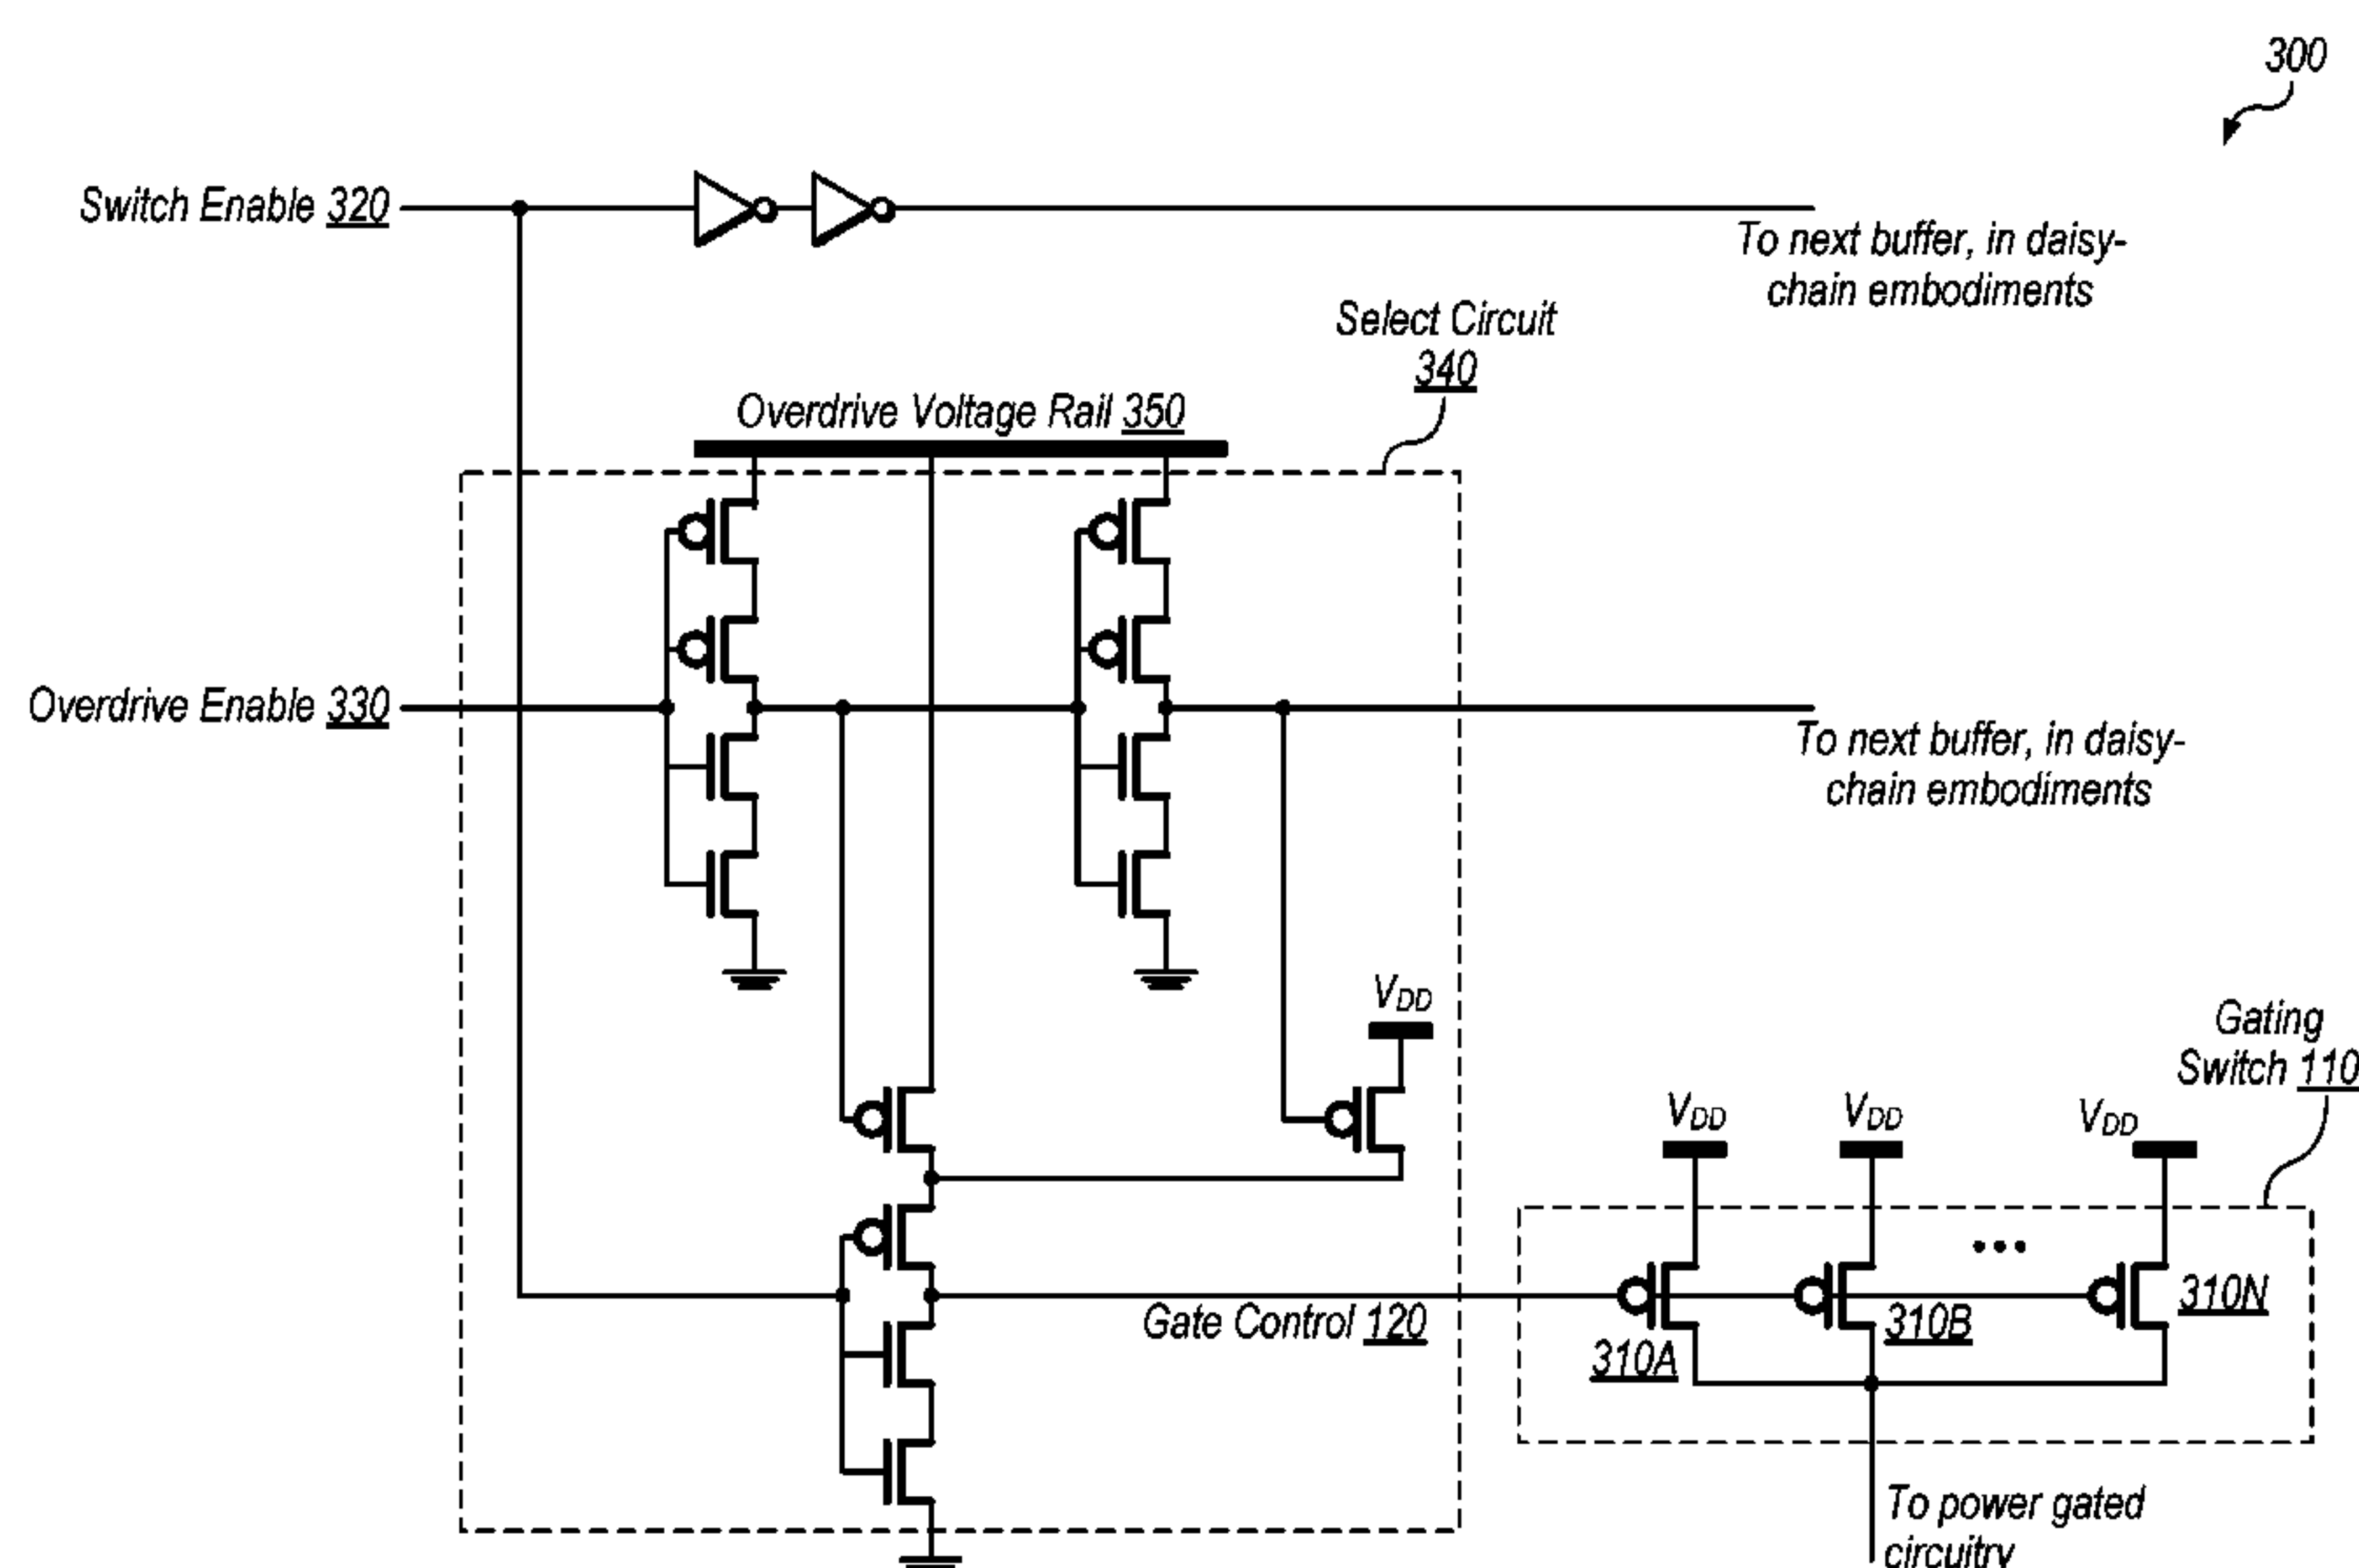 300
Switch Enable 320
To next buffer, in daisy-
chain embodiments
Select Circuit
340
Overdrive Voltage Rail 350
Overdrive Enable 330
To next buffer, in daisy-
chain embodiments
VDD
Gating
Switch 110
VDD
VDD
VDD
...
Gate Control 120
310A
310B
310N
To power gated
circuitry